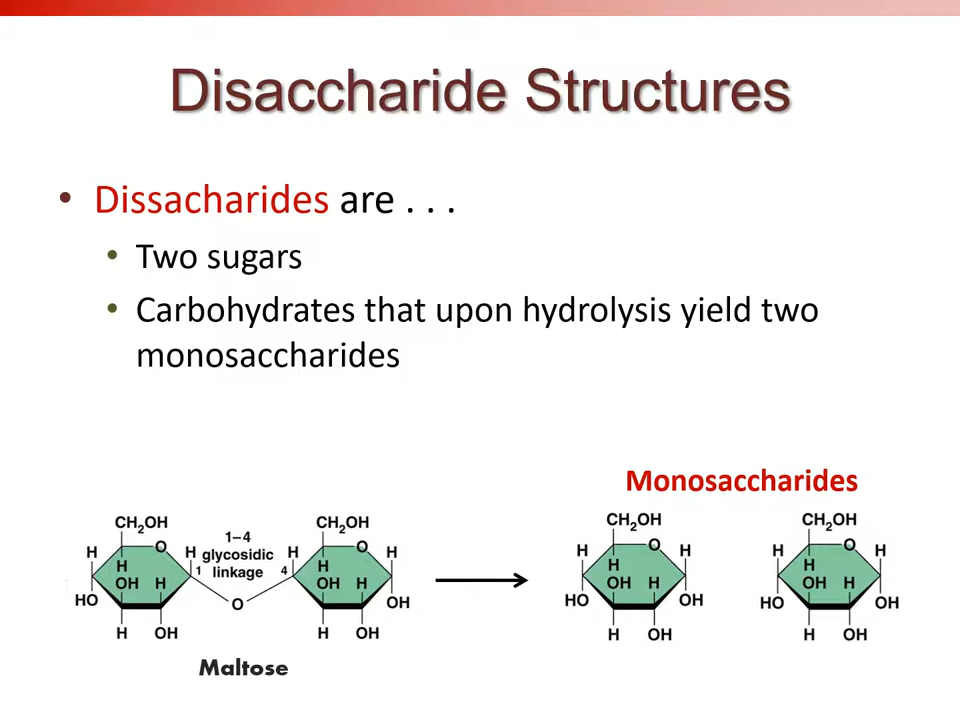 Disaccharide Structures
• Dissacharides are . . .
• Two sugars
• Carbohydrates that upon hydrolysis yield two
monosaccharides
Monosaccharides
CH2OH
H
O
H
H
OH
H
HO
H
OH
1
1–4
glycosidic
linkage
4
O
CH2OH
H
O
H
H
OH
H
OH
H
OH
Maltose
CH2OH
H
O
H
H
OH
H
HO
OH
H
OH
CH2OH
H
O
H
H
OH
H
HO
OH
H
OH